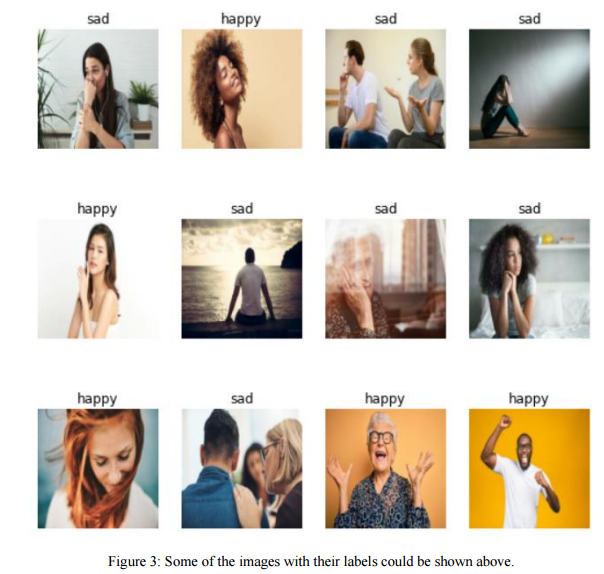 sad happy sad sad
happy sad sad sad
happy sad happy happy
Figure 3: Some of the images with their labels could be shown above.